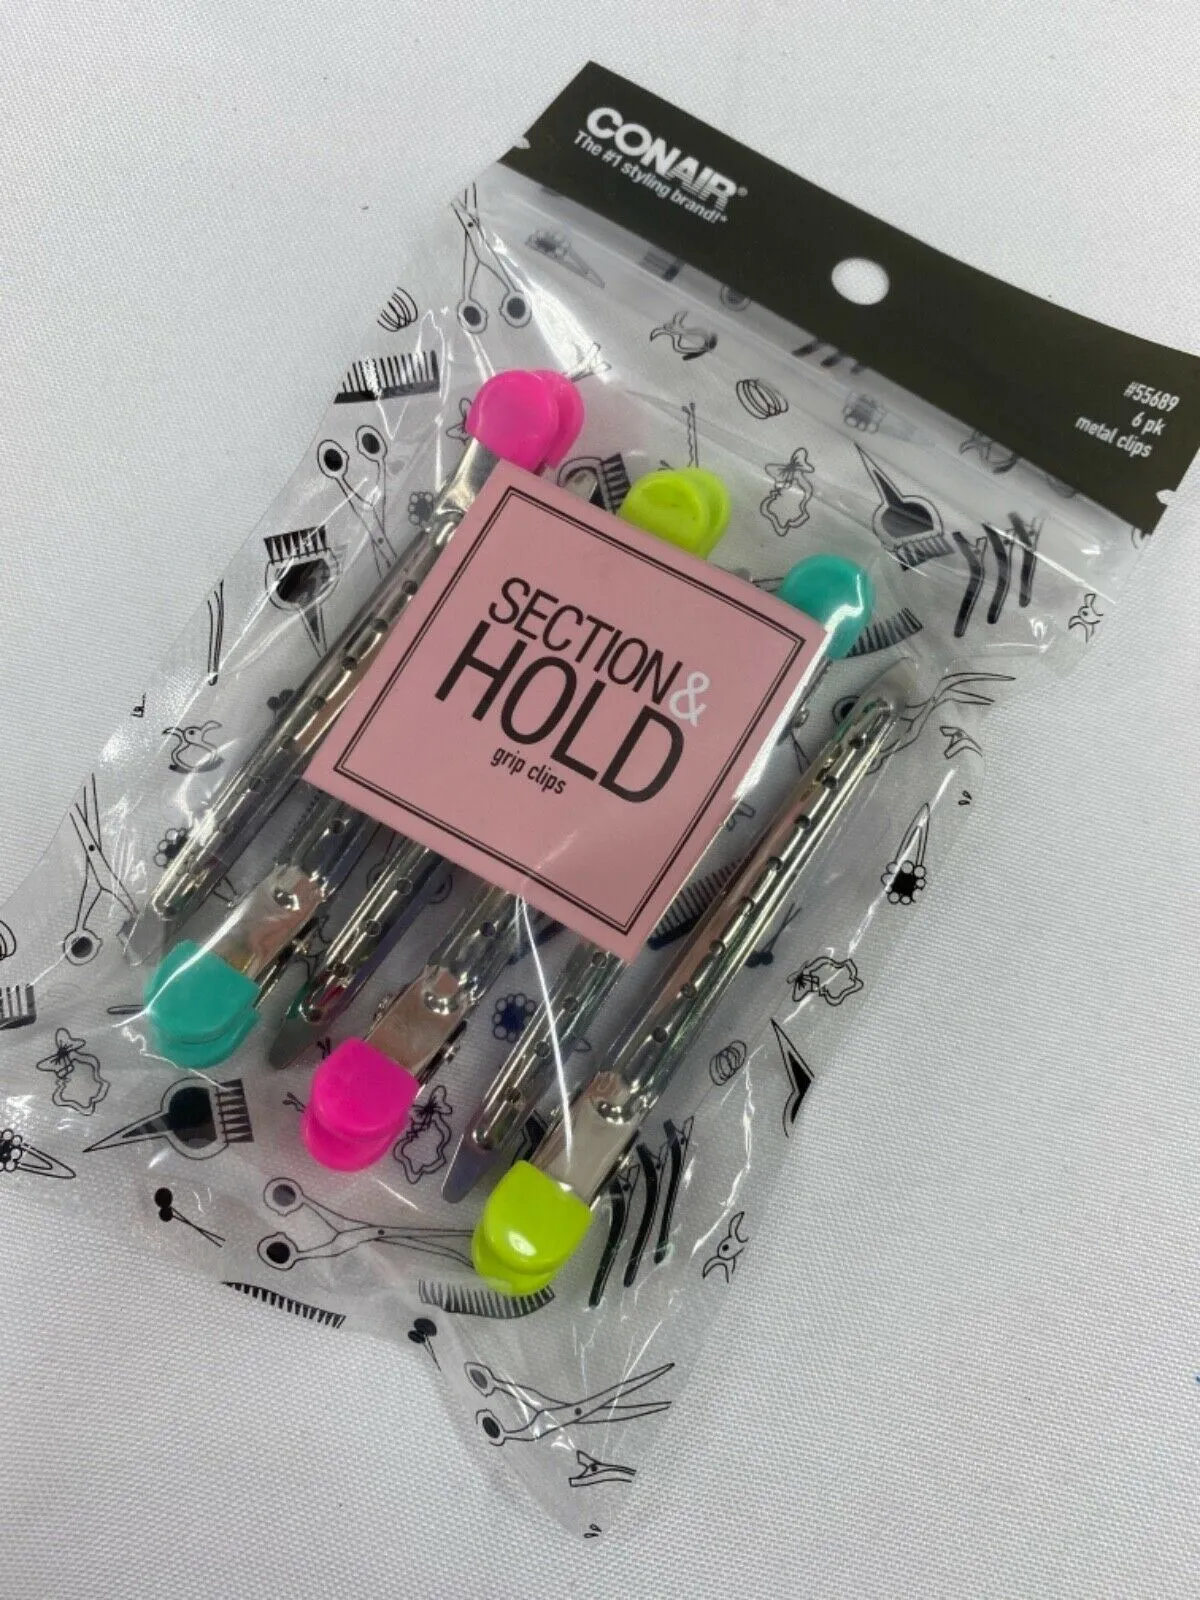 CONAIR®
The #1 styling brand!*
#55689
6 pk
metal clips
SECTION &
HOLD
grip clips